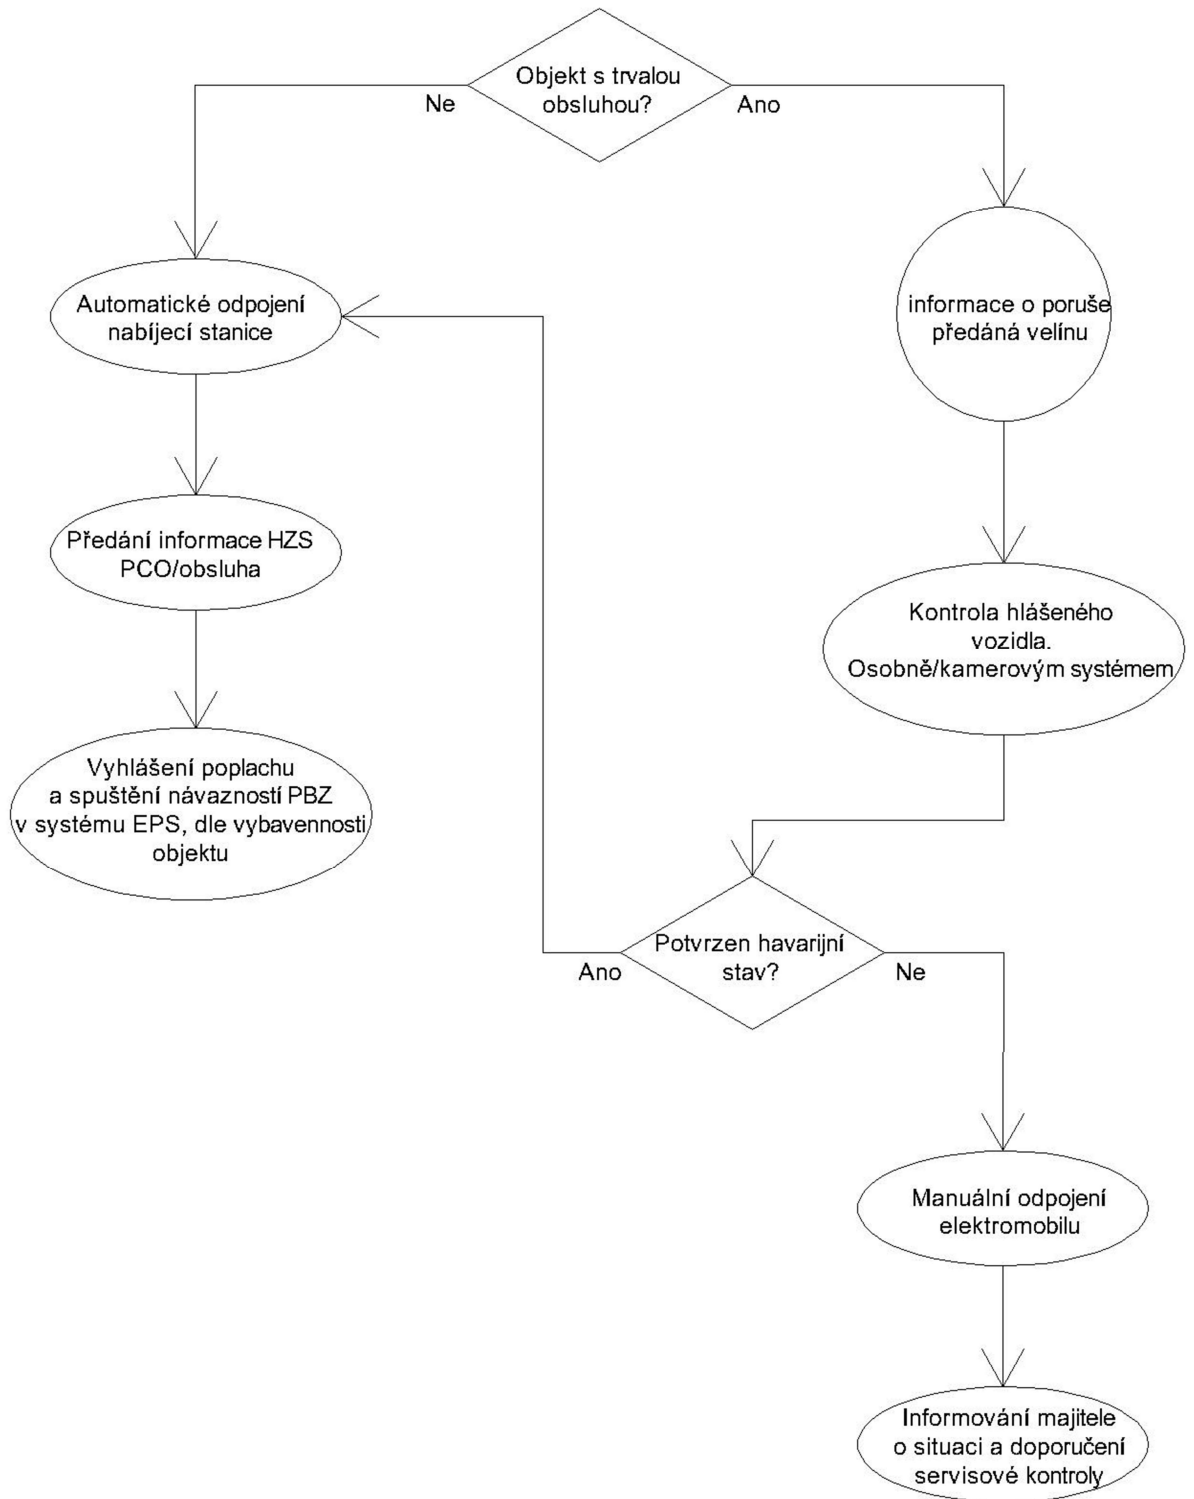 Objekt s trvalou
obsluhou?
Ne
Ano
Automatické odpojení
nabíjecí stanice
informace o poruše
předáná velínu
Předání informace HZS
PCO/obsluha
Kontrola hlášeného
vozidla.
Osobně/kamerovým systémem
Vyhlášení poplachu
a spuštění návazností PBZ
v systému EPS, dle vybavennosti
objektu
Potvrzen havarijní
stav?
Ano
Ne
Manuální odpojení
elektromobilu
Informování majitele
o situaci a doporučení
servisové kontroly